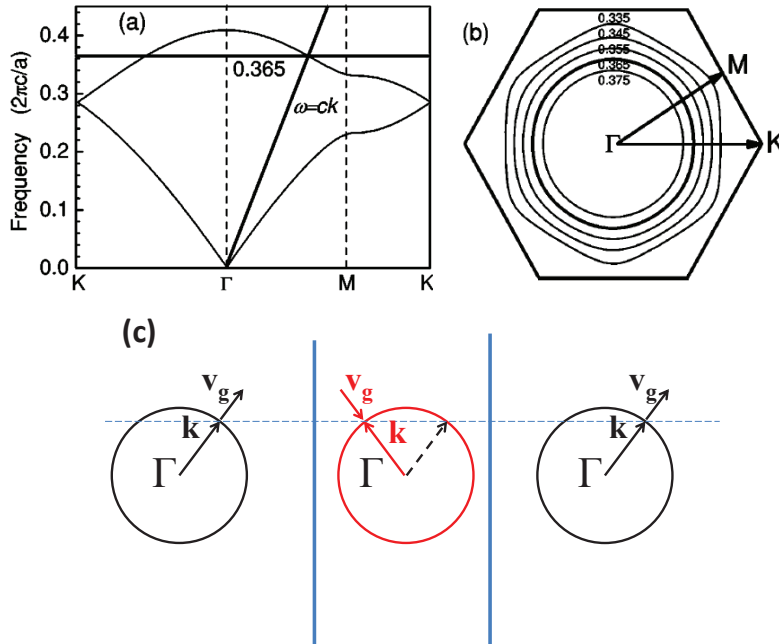 (a)
Frequency (2πc/a)
0.4
0.3
0.2
0.1
0.0
0.365
ω=ck
K
Γ
M
K
(b)
0.335
0.345
0.955
0.365
0.375
M
Γ
K
(c)
v_g
k
Γ
v_g
k
Γ
v_g
k
Γ